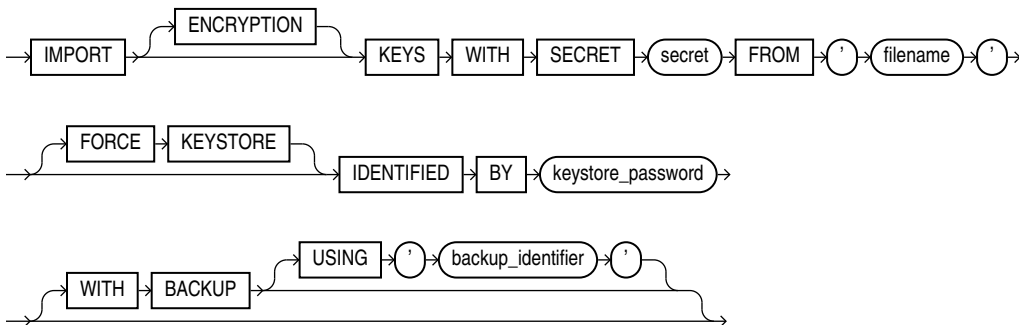 ENCRYPTION
IMPORT KEYS WITH SECRET secret FROM ' filename '
FORCE KEYSTORE
IDENTIFIED BY keystore_password
USING ' backup_identifier '
WITH BACKUP